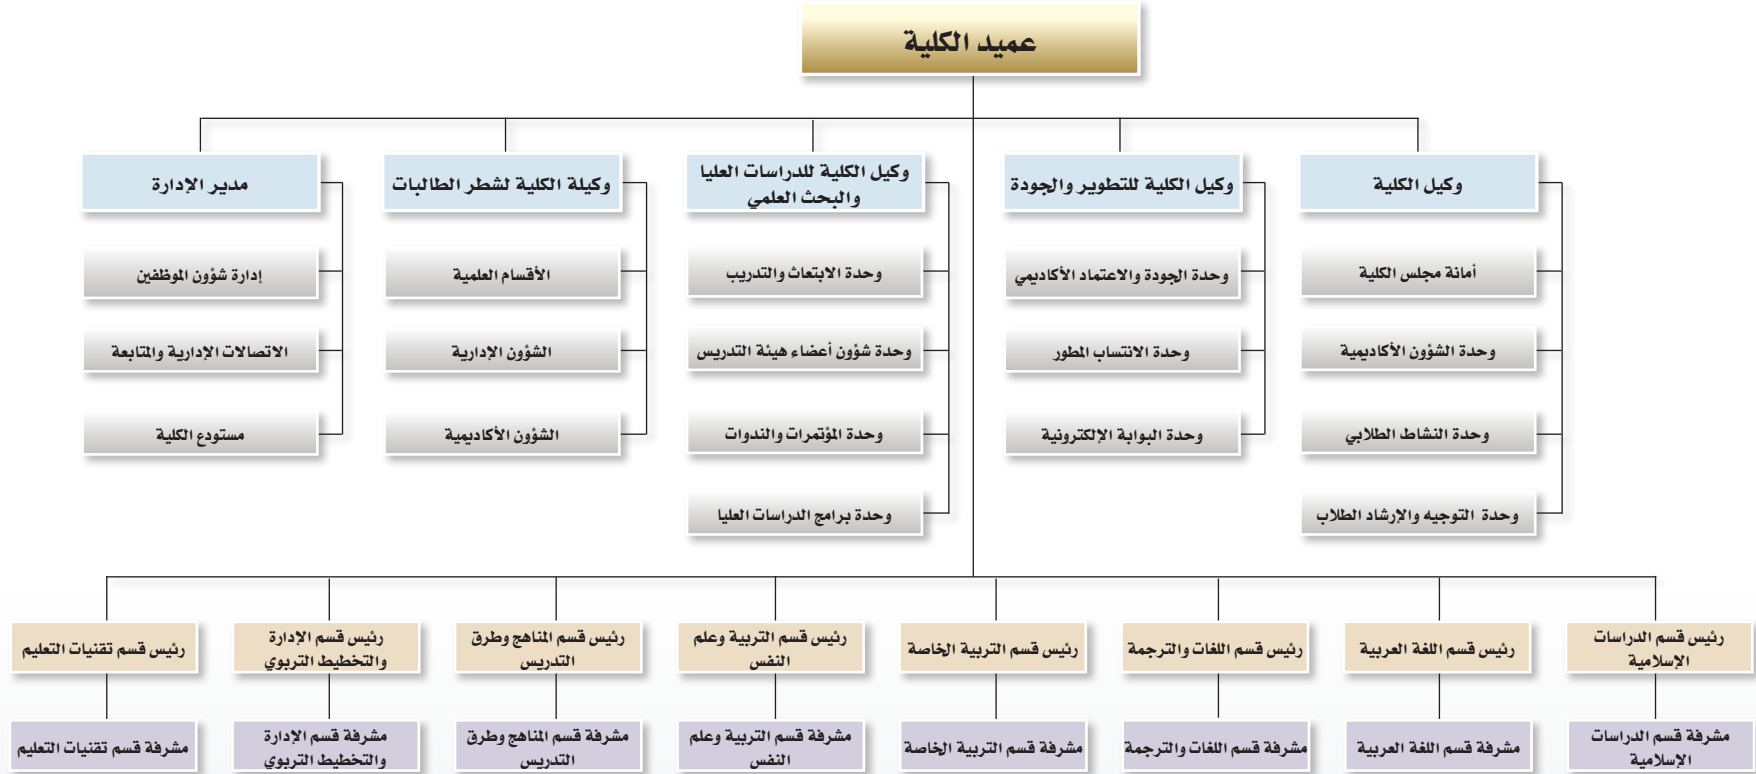 عميد الكلية
وكيل الكلية
وكيل الكلية للتطوير والجودة
وكيل الكلية للدراسات العليا
والبحث العلمي
وكيلة الكلية لشطر الطالبات
مدير الإدارة
أمانة مجلس الكلية
وحدة الجودة والاعتماد الأكاديمي
وحدة الابتعاث والتدريب
الأقسام العلمية
إدارة شؤون الموظفين
وحدة الشؤون الأكاديمية
وحدة الانتساب المطور
وحدة شؤون أعضاء هيئة التدريس
الشؤون الإدارية
الاتصالات الإدارية والمتابعة
وحدة النشاط الطلابي
وحدة البوابة الإلكترونية
وحدة المؤتمرات والندوات
الشؤون الأكاديمية
مستودع الكلية
وحدة التوجيه والإرشاد الطلاب
وحدة برامج الدراسات العليا
رئيس قسم الدراسات
الإسلامية
رئيس قسم اللغة العربية
رئيس قسم اللغات والترجمة
رئيس قسم التربية الخاصة
رئيس قسم التربية وعلم
النفس
رئيس قسم المناهج وطرق
التدريس
رئيس قسم الإدارة
والتخطيط التربوي
رئيس قسم تقنيات التعليم
مشرفة قسم الدراسات
الإسلامية
مشرفة قسم اللغة العربية
مشرفة قسم اللغات والترجمة
مشرفة قسم التربية الخاصة
مشرفة قسم التربية وعلم
النفس
مشرفة قسم المناهج وطرق
التدريس
مشرفة قسم الإدارة
والتخطيط التربوي
مشرفة قسم تقنيات التعليم